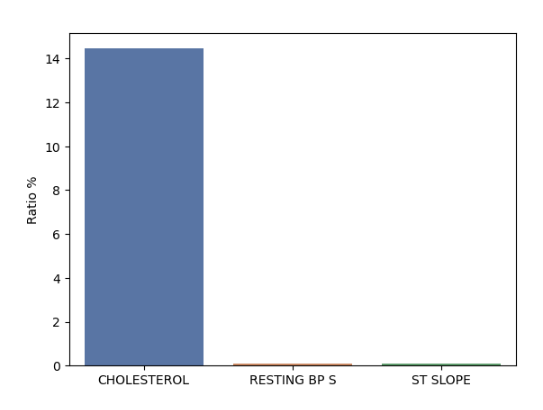 14
12
10
8
6
4
2
0
Ratio %
CHOLESTEROL
RESTING BP S
ST SLOPE